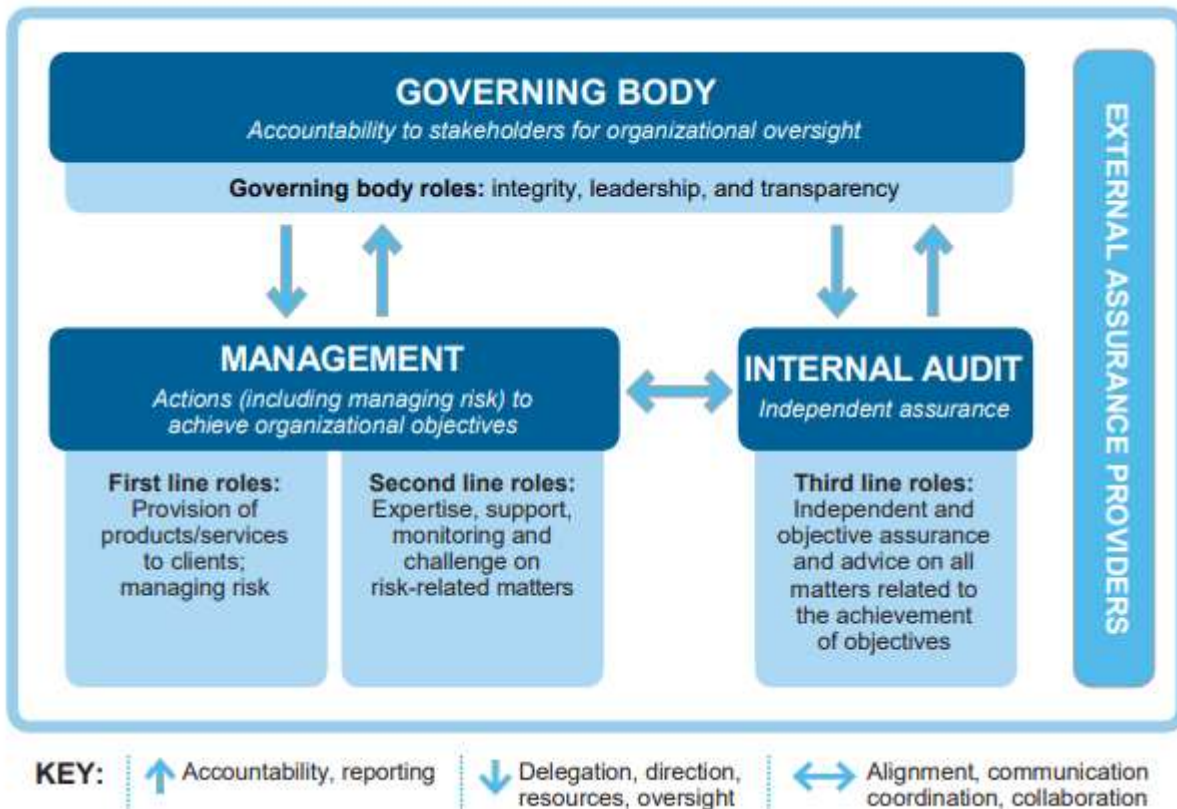 GOVERNING BODY
Accountability to stakeholders for organizational oversight
Governing body roles: integrity, leadership, and transparency
MANAGEMENT
Actions (including managing risk) to
achieve organizational objectives
First line roles:
Provision of
products/services
to clients;
managing risk
Second line roles:
Expertise, support,
monitoring and
challenge on
risk-related matters
INTERNAL AUDIT
Independent assurance
Third line roles:
Independent and
objective assurance
and advice on all
matters related to
the achievement
of objectives
EXTERNAL ASSURANCE PROVIDERS
KEY:
Accountability, reporting
Delegation, direction,
resources, oversight
Alignment, communication
coordination, collaboration